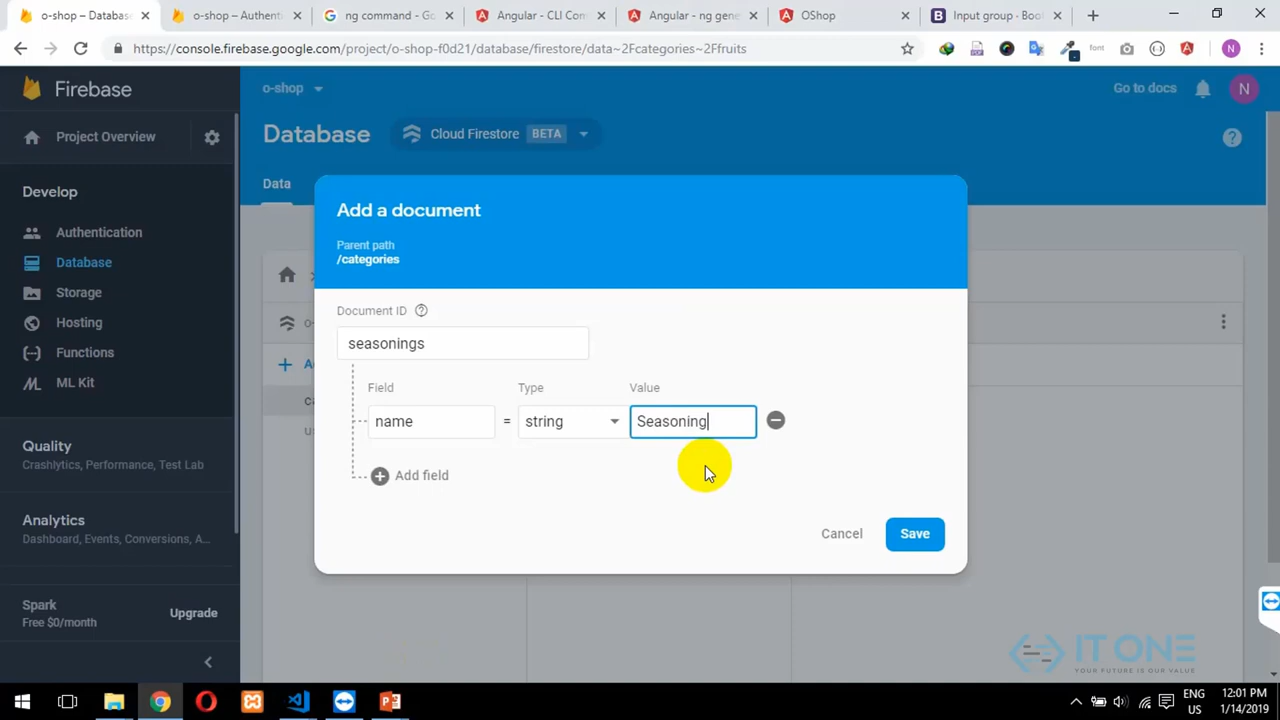 o-shop – Database
o-shop – Authenti
ng command - Go
Angular - CLI Com
Angular - ng gene
OShop
Input group - Boo
https://console.firebase.google.com/project/o-shop-f0d21/database/firestore/data~2Fcategories~2Ffruits
font
N
Firebase
o-shop
Go to docs
N
Project Overview
Database
Cloud Firestore BETA
Develop
Data
Add a document
Authentication
Parent path
Database
/categories
Storage
Document ID
Hosting
seasonings
Functions
Field Type Value
ML Kit
name = string Seasoning
Quality
Crashlytics, Performance, Test Lab
Add field
Analytics
Dashboard, Events, Conversions, A...
Cancel
Save
Spark
Free $0/month
Upgrade
IT ONE
YOUR FUTURE IS OUR VALUE
ENG
US
12:01 PM
1/14/2019